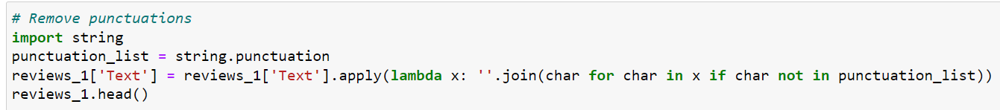 # Remove punctuations
import string
punctuation_list = string.punctuation
reviews_1['Text'] = reviews_1['Text'].apply(lambda x: ''.join(char for char in x if char not in punctuation_list))
reviews_1.head()